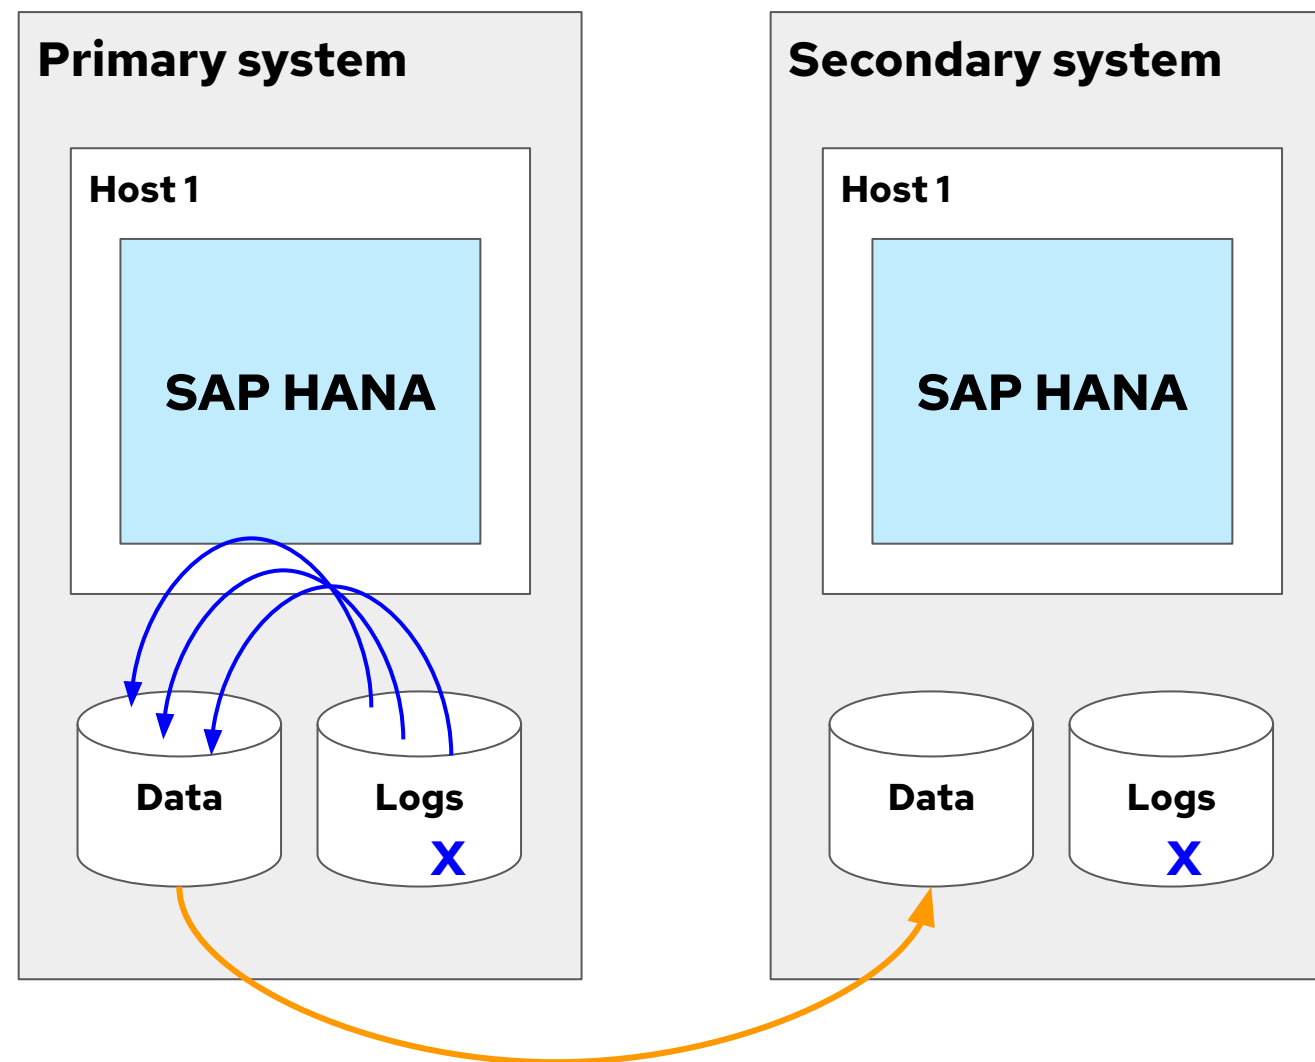 Primary system
Host 1
SAP HANA
Data
Logs
X
Secondary system
Host 1
SAP HANA
Data
Logs
X